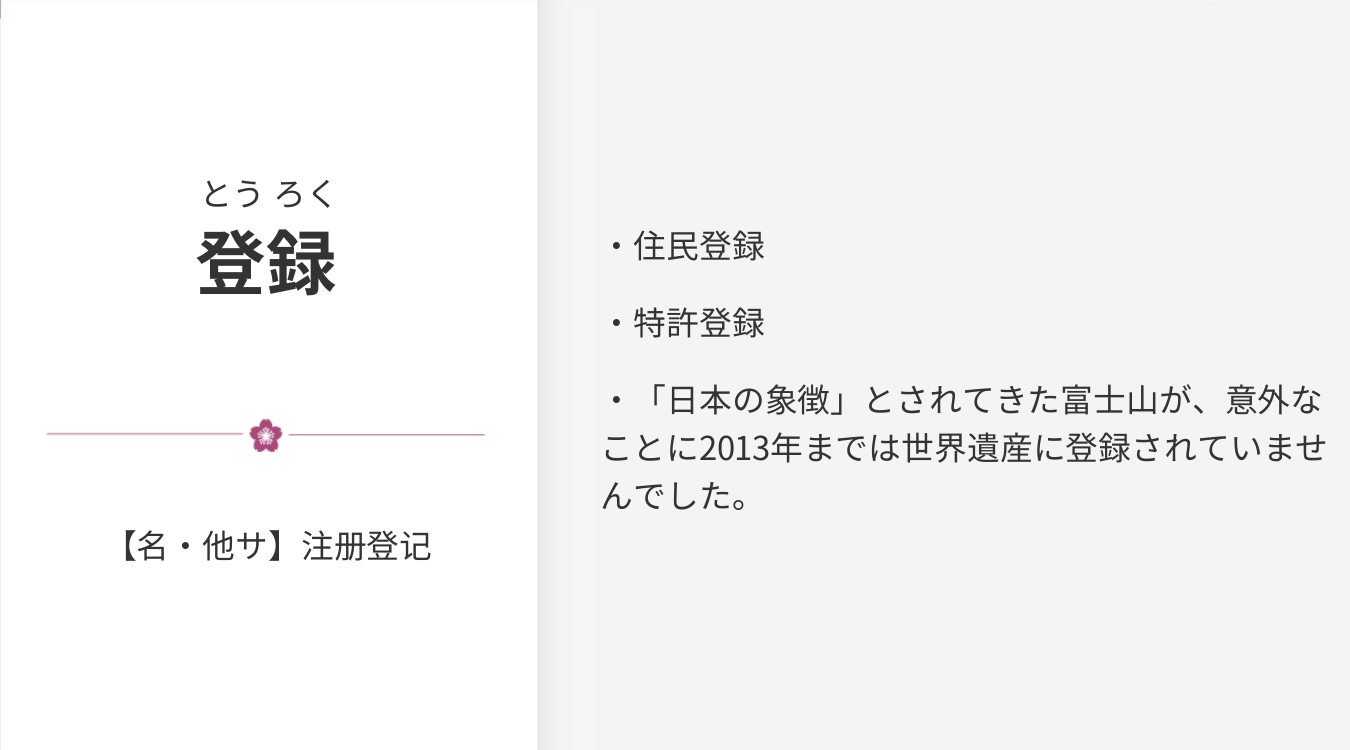 とう ろく
登録
【名・他サ】注册登记
・住民登録
・特許登録
・「日本の象徴」とされてきた富士山が、意外な
ことに2013年までは世界遺産に登録されていませ
んでした。